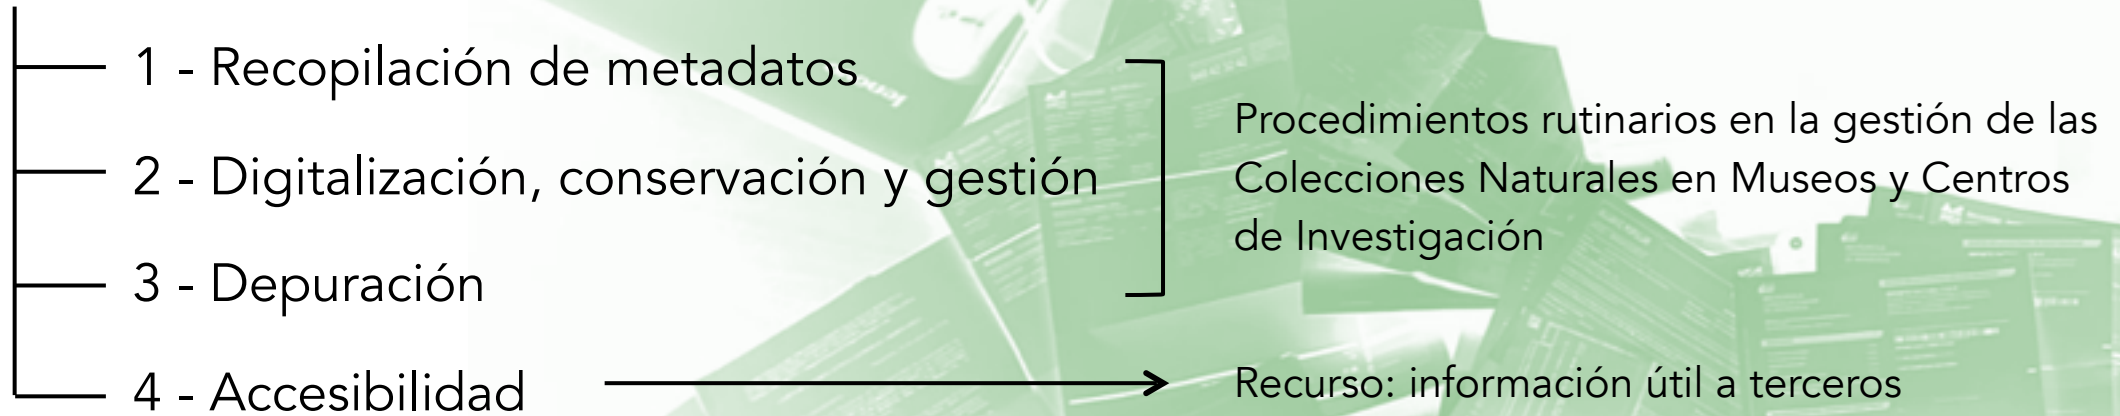 1 - Recopilación de metadatos
2 - Digitalización, conservación y gestión
3 - Depuración
4 - Accesibilidad
Procedimientos rutinarios en la gestión de las
Colecciones Naturales en Museos y Centros
de Investigación
Recurso: información útil a terceros